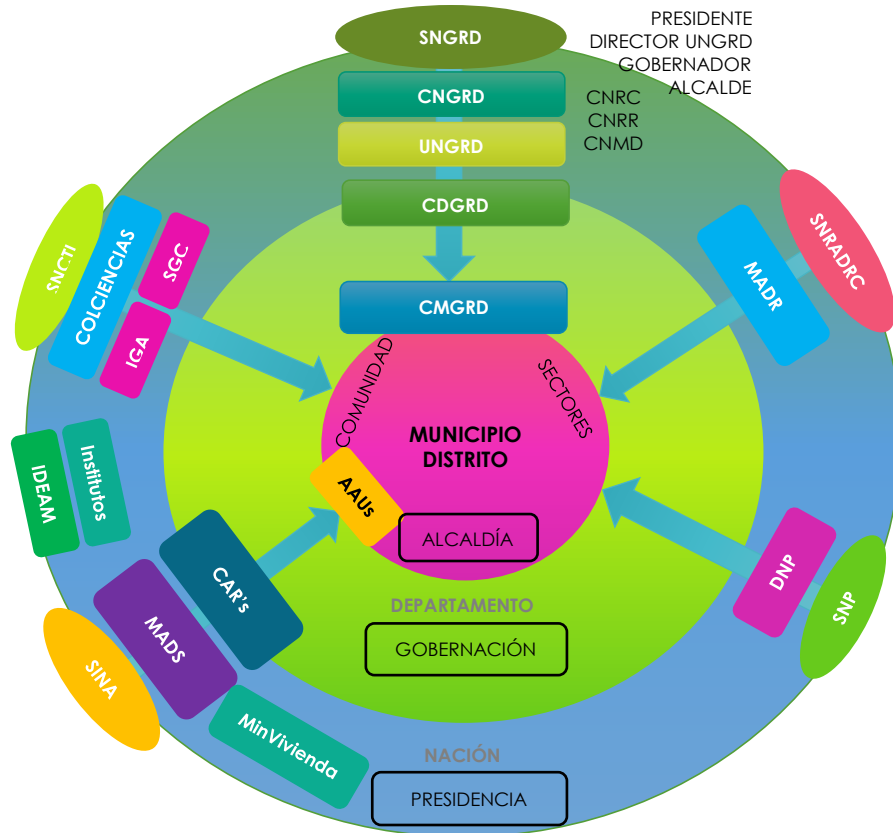 SNGRD
PRESIDENTE
DIRECTOR UNGRD
GOBERNADOR
ALCALDE
CNGRD
CNRC
CNRR
CNMD
UNGRD
CDGRD
SNCTI
COLCIENCIAS
SGC
IGA
MADR
SNRADRC
CMGRD
COMUNIDAD
SECTORES
MUNICIPIO
DISTRITO
IDEAM
Institutos
AAUs
ALCALDÍA
CAR's
MADS
SINA
DNP
SNP
DEPARTAMENTO
GOBERNACIÓN
MinVivienda
NACIÓN
PRESIDENCIA